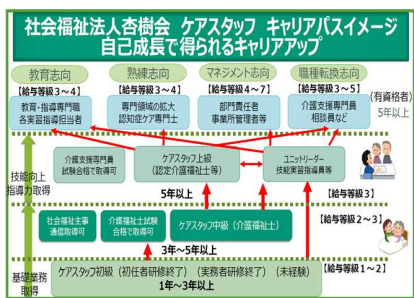 社会福祉法人杏樹会 ケアスタッフ キャリアパスイメージ
自己成長で得られるキャリアアップ
教育志向
熟練志向
マネジメント志向
職種転換志向
【給与等級3～4】
【給与等級3～4】
【給与等級4～7】
【給与等級3～5】
(有資格者)
5年以上
教育・指導専門職
各実習指導担当者
専門領域の拡大
認知症ケア専門士
部門責任者
事業所管理者等
介護支援専門員
相談員など
技能向上
指導力取得
介護支援専門員
試験合格で取得可
ケアスタッフ上級
(認定介護福祉士等)
ユニットリーダー
技能実習指導員等
5年以上
【給与等級3】
社会福祉主事
通信取得可
介護福祉士試験
合格で取得可
ケアスタッフ中級(介護福祉士)
【給与等級2～3】
3年～5年以上
基礎業務
取得
ケアスタッフ初級(初任者研修終了)(実務者研修終了)(未経験)
1年～3年以上
【給与等級1～2】